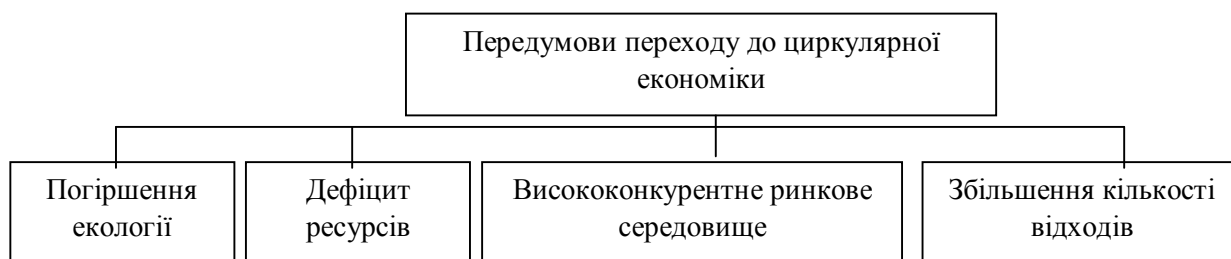 Передумови переходу до циркулярної
економіки
Погіршення
екології
Дефіцит
ресурсів
Висококонкурентне ринкове
середовище
Збільшення кількості
відходів